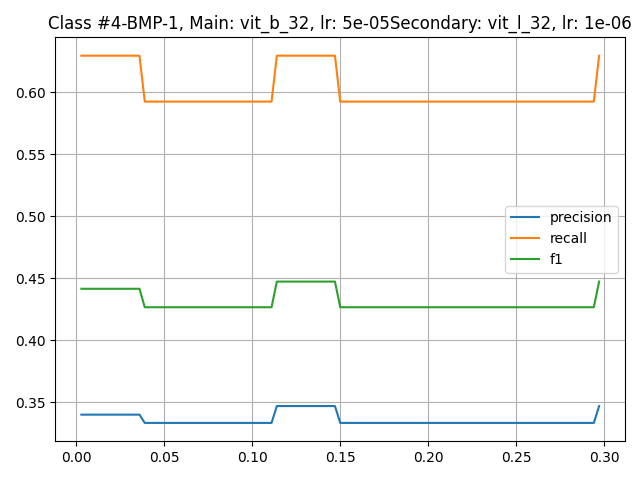 Class #4-BMP-1, Main: vit_b_32, lr: 5e-05Secondary: vit_l_32, lr: 1e-06
0.60
0.55
0.50
0.45
0.40
0.35
precision
recall
f1
0.00 0.05 0.10 0.15 0.20 0.25 0.30